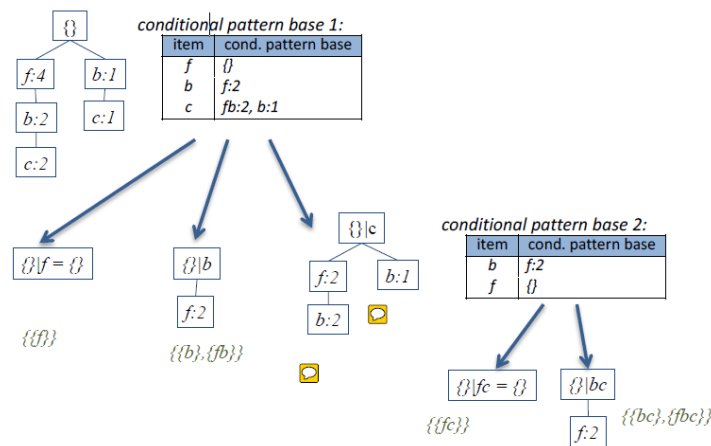 {}
f:4
b:1
b:2
c:1
c:2
conditional pattern base 1:
item cond. pattern base
f {}
b f:2
c fb:2, b:1
{}|f = {}
{{f}}
{}|b
f:2
{{b},{fb}}
{}|c
f:2
b:1
b:2
conditional pattern base 2:
item cond. pattern base
b f:2
f {}
{}|fc = {}
{{fc}}
{}|bc
f:2
{{bc},{fbc}}